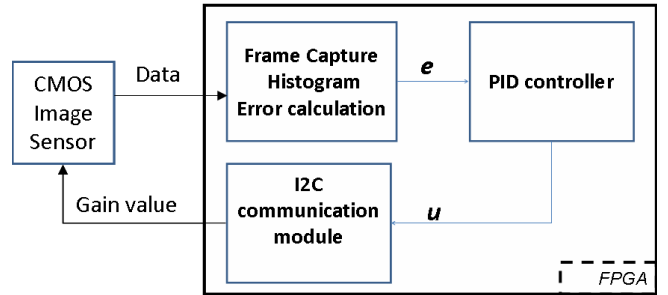 CMOS
Image
Sensor
Data
Frame Capture
Histogram
Error calculation
e
PID controller
I2C
communication
module
u
Gain value
FPGA